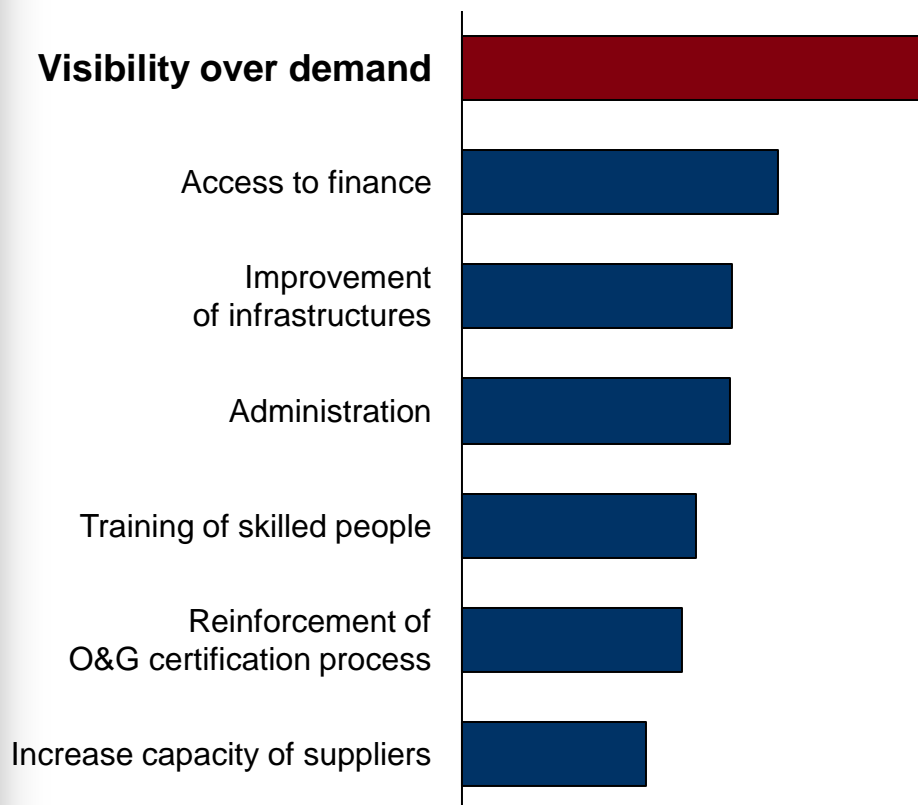 Visibility over demand
Access to finance
Improvement
of infrastructures
Administration
Training of skilled people
Reinforcement of
O&G certification process
Increase capacity of suppliers